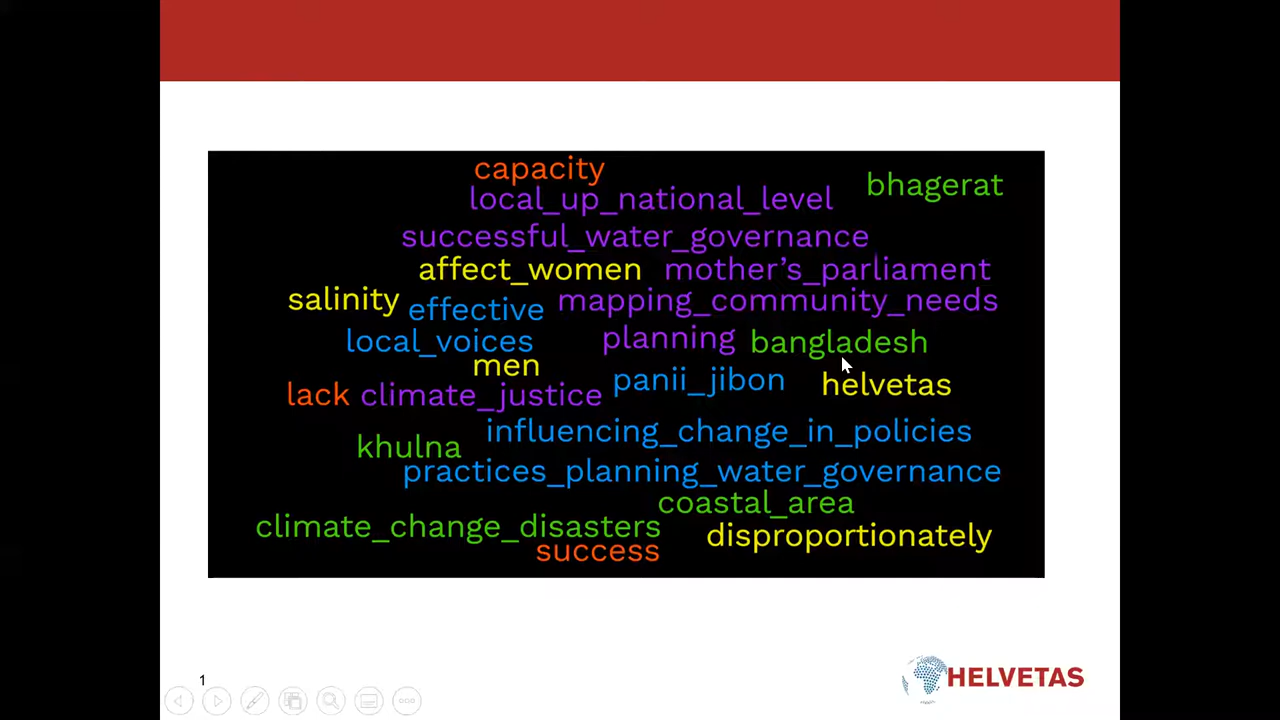 capacity
bhagerat
local_up_national_level
successful_water_governance
affect_women mother’s_parliament
salinity effective mapping_community_needs
local_voices planning bangladesh
men panii_jibon helvetas
lack climate_justice
influencing_change_in_policies
khulna
practices_planning_water_governance
coastal_area
climate_change_disasters disproportionately
success
1
HELVETAS